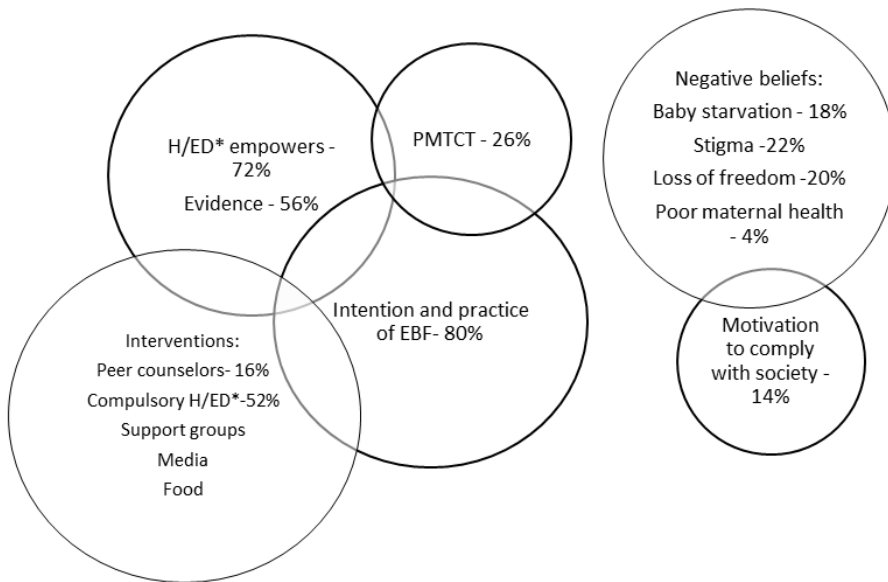 H/ED* empowers -
72%
Evidence - 56%
PMTCT - 26%
Intention and practice
of EBF- 80%
Interventions:
Peer counselors- 16%
Compulsory H/ED*-52%
Support groups
Media
Food
Negative beliefs:
Baby starvation - 18%
Stigma -22%
Loss of freedom -20%
Poor maternal health
- 4%
Motivation
to comply
with society -
14%